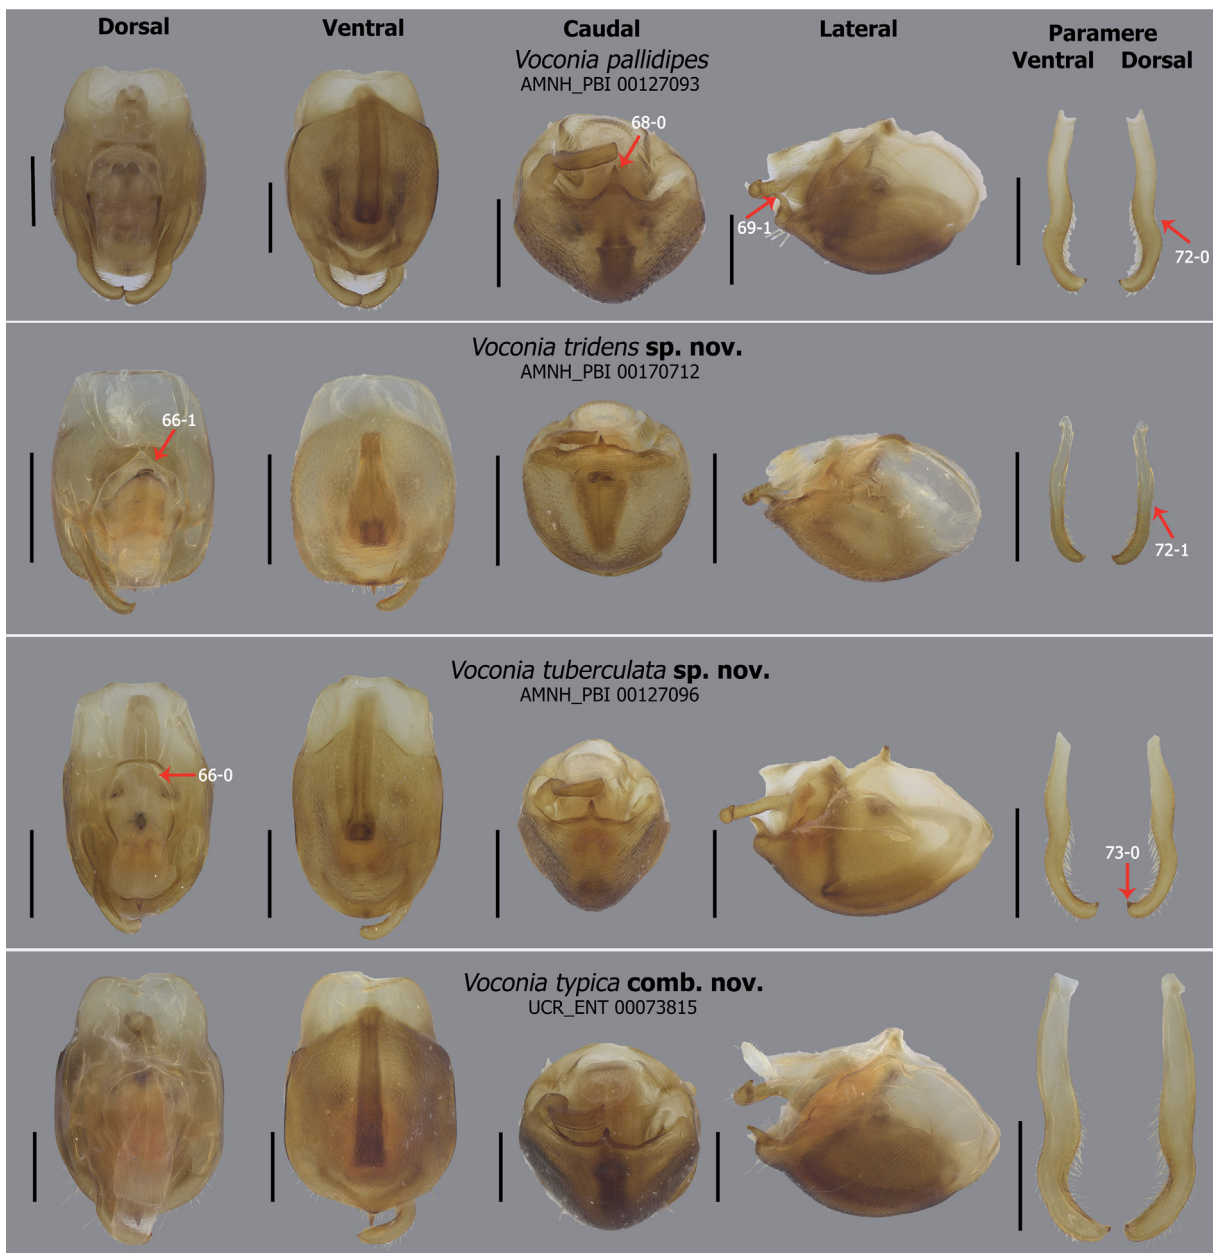 Dorsal
Ventral
Caudal
Lateral
Paramere
Ventral Dorsal
Voconia pallidipes
AMNH_PBI 00127093
68-0
69-1
72-0
Voconia tridens sp. nov.
AMNH_PBI 00170712
66-1
72-1
Voconia tuberculata sp. nov.
AMNH_PBI 00127096
66-0
73-0
Voconia typica comb. nov.
UCR_ENT 00073815